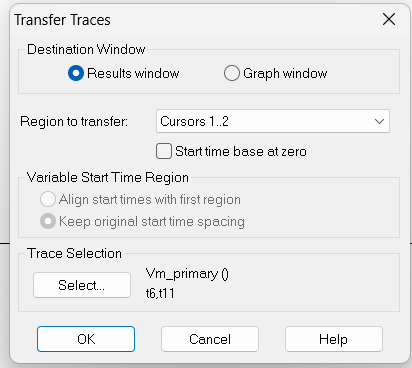 Transfer Traces
Destination Window
Results window
Graph window
Region to transfer:
Cursors 1..2
Start time base at zero
Variable Start Time Region
Align start times with first region
Keep original start time spacing
Trace Selection
Select...
Vm_primary ()
t6,t11
OK
Cancel
Help